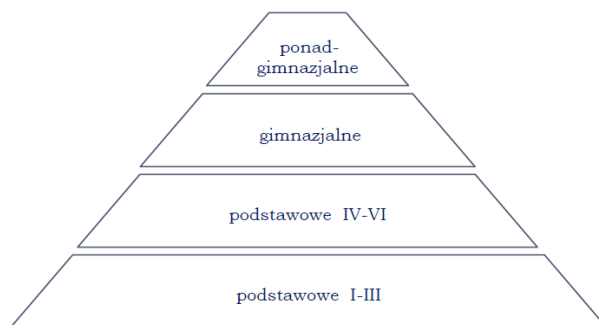 ponad-
gimnazjalne
gimnazjalne
podstawowe IV-VI
podstawowe I-III